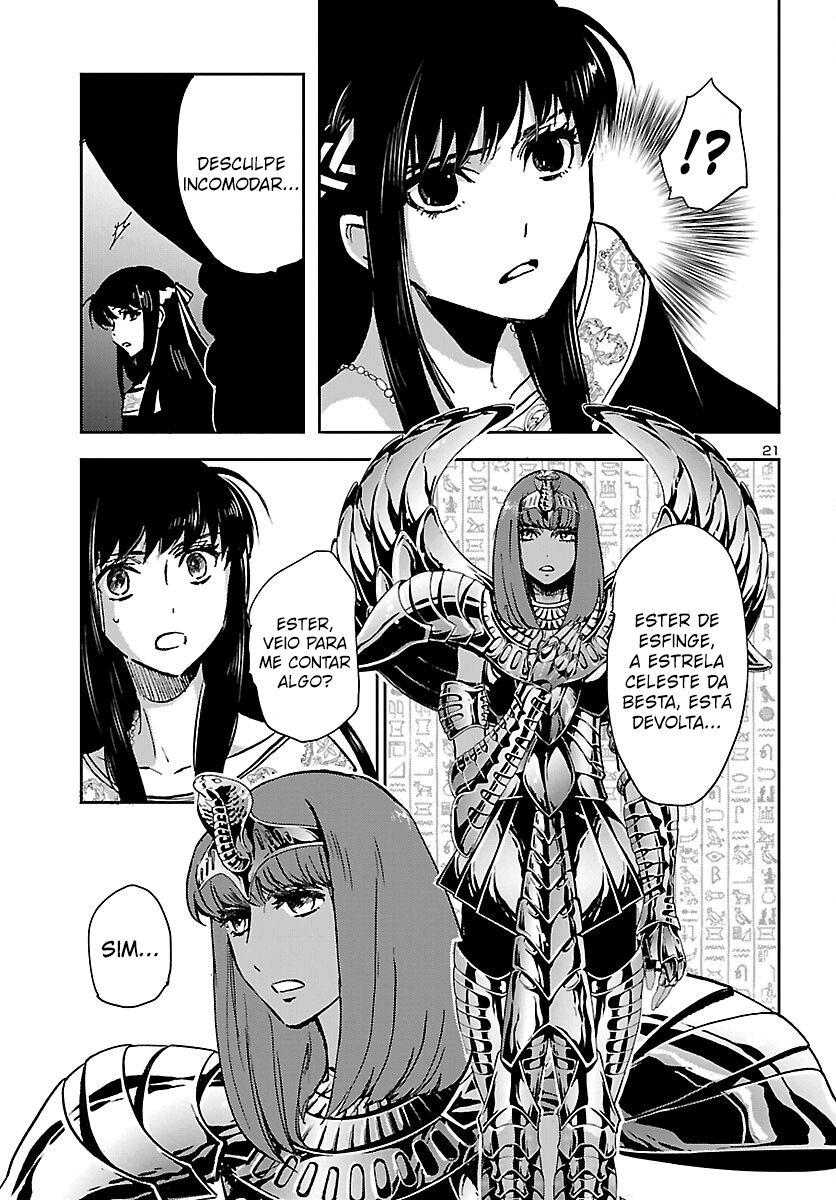 !?
DESCULPE
INCOMODAR...
21
ESTER DE
ESFINGE,
A ESTRELA
CELESTE DA
BESTA, ESTÁ
DEVOLTA...
ESTER,
VEIO PARA
ME CONTAR
ALGO?
SIM...